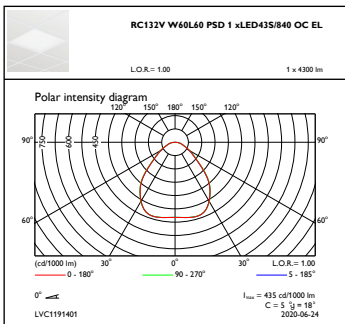 RC132V W60L60 PSD 1 xLED43S/840 OC EL
L.O.R.= 1.00 1 x 4300 lm
Polar intensity diagram
120° 150° 180° 150° 120°
90° 750 600 450 90°
60° 60°
30° 0° 30°
(cd/1000 lm) L.O.R.= 1.00
0 - 180° 90 - 270° 5 - 185°
0° Imax = 435 cd/1000 lm
C = 5 °g = 18°
LVC1191401 2020-06-24